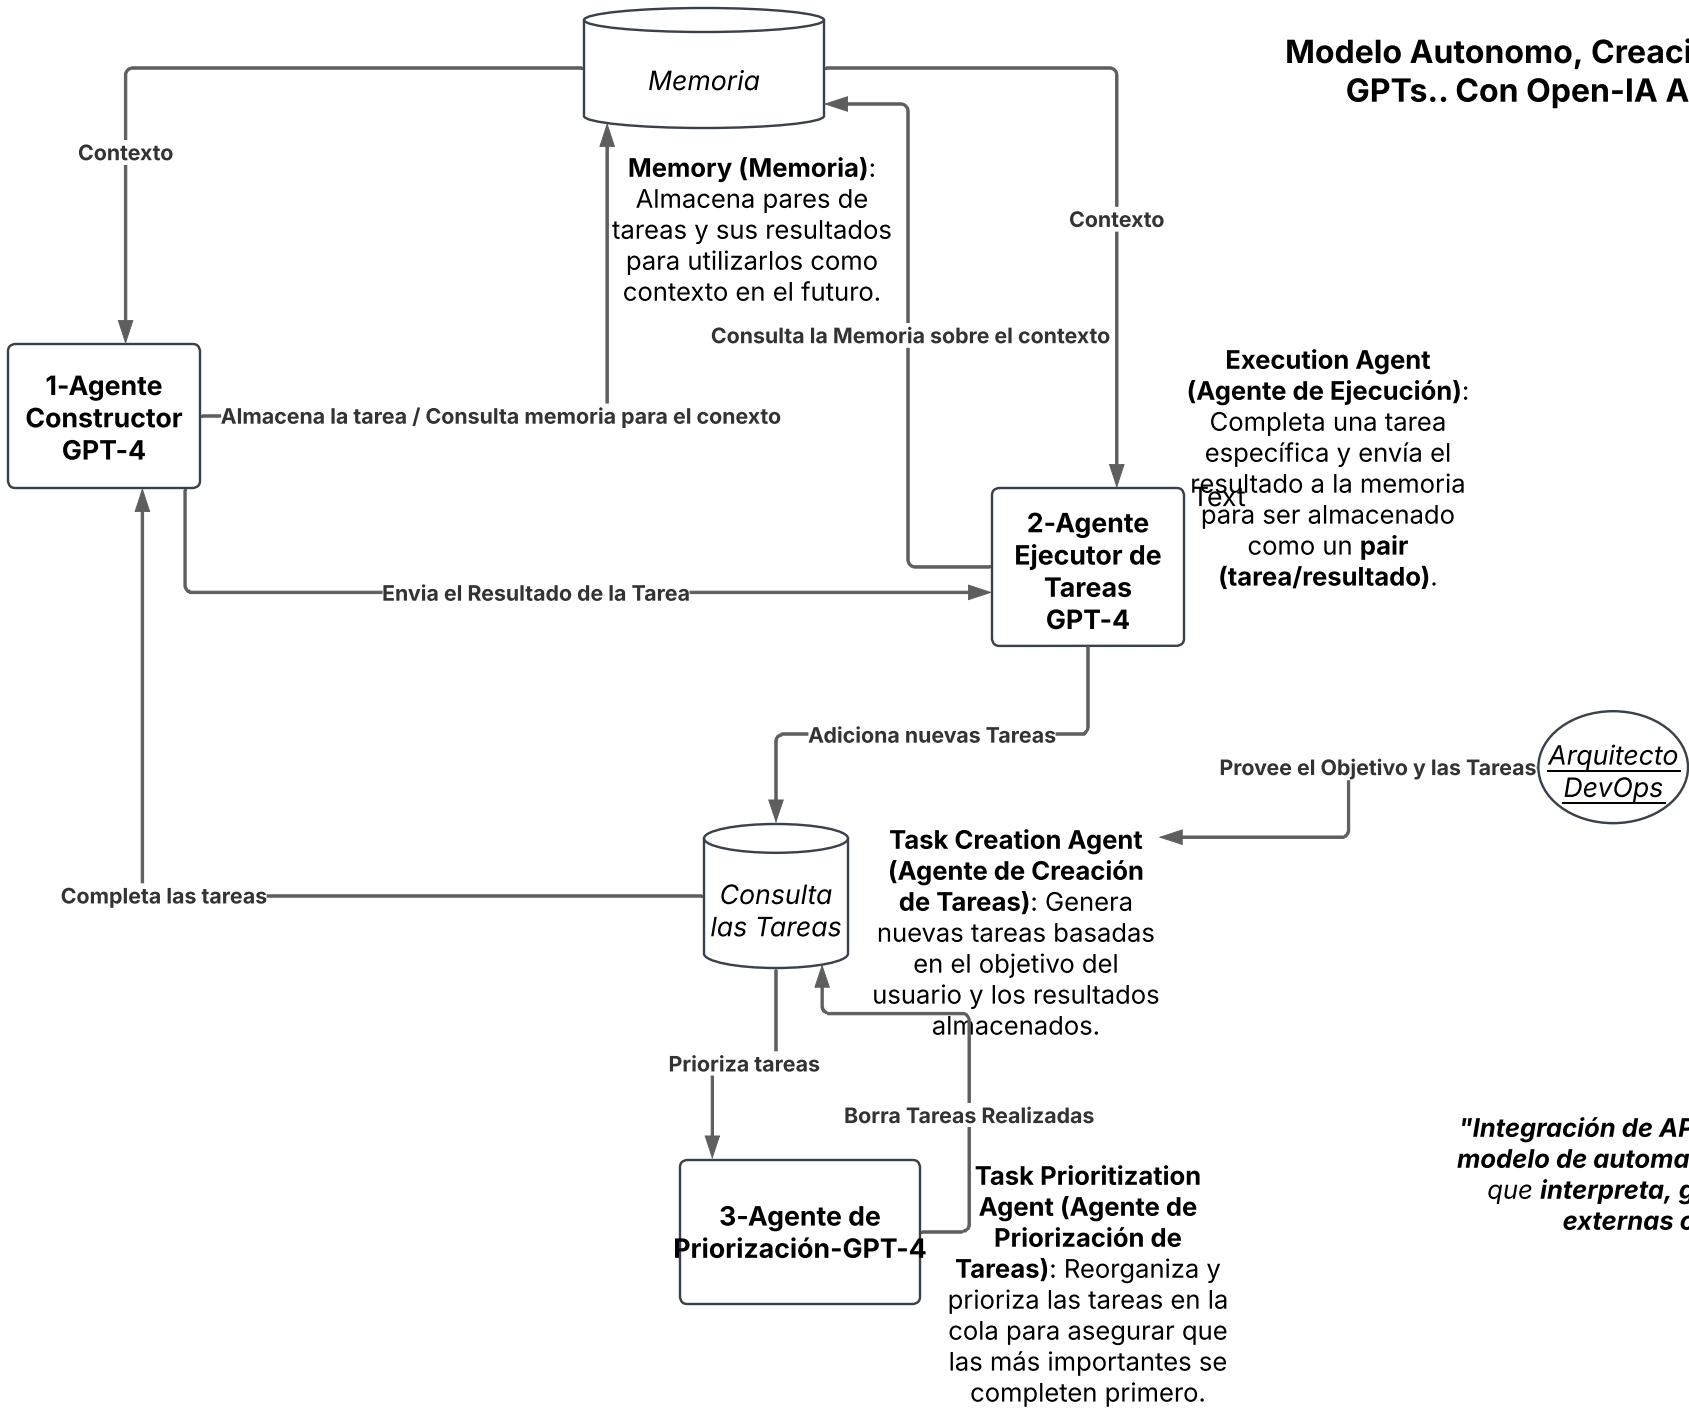 Modelo Autonomo, Creaci
GPTs.. Con Open-IA A
Memoria
Contexto
Memory (Memoria):
Almacena pares de
tareas y sus resultados
para utilizarlos como
contexto en el futuro.
Contexto
Consulta la Memoria sobre el contexto
1-Agente
Constructor
GPT-4
Almacena la tarea / Consulta memoria para el conexto
Execution Agent
(Agente de Ejecución):
Completa una tarea
específica y envía el
resultado a la memoria
para ser almacenado
como un pair
(tarea/resultado).
Text
2-Agente
Ejecutor de
Tareas
GPT-4
Envia el Resultado de la Tarea
Adiciona nuevas Tareas
Provee el Objetivo y las Tareas
Arquitecto
DevOps
Completa las tareas
Consulta
las Tareas
Task Creation Agent
(Agente de Creación
de Tareas): Genera
nuevas tareas basadas
en el objetivo del
usuario y los resultados
almacenados.
Prioriza tareas
Borra Tareas Realizadas
"Integración de AP
modelo de automa
que interpreta, g
externas o
3-Agente de
Priorización-GPT-4
Task Prioritization
Agent (Agente de
Priorización de
Tareas): Reorganiza y
prioriza las tareas en la
cola para asegurar que
las más importantes se
completen primero.